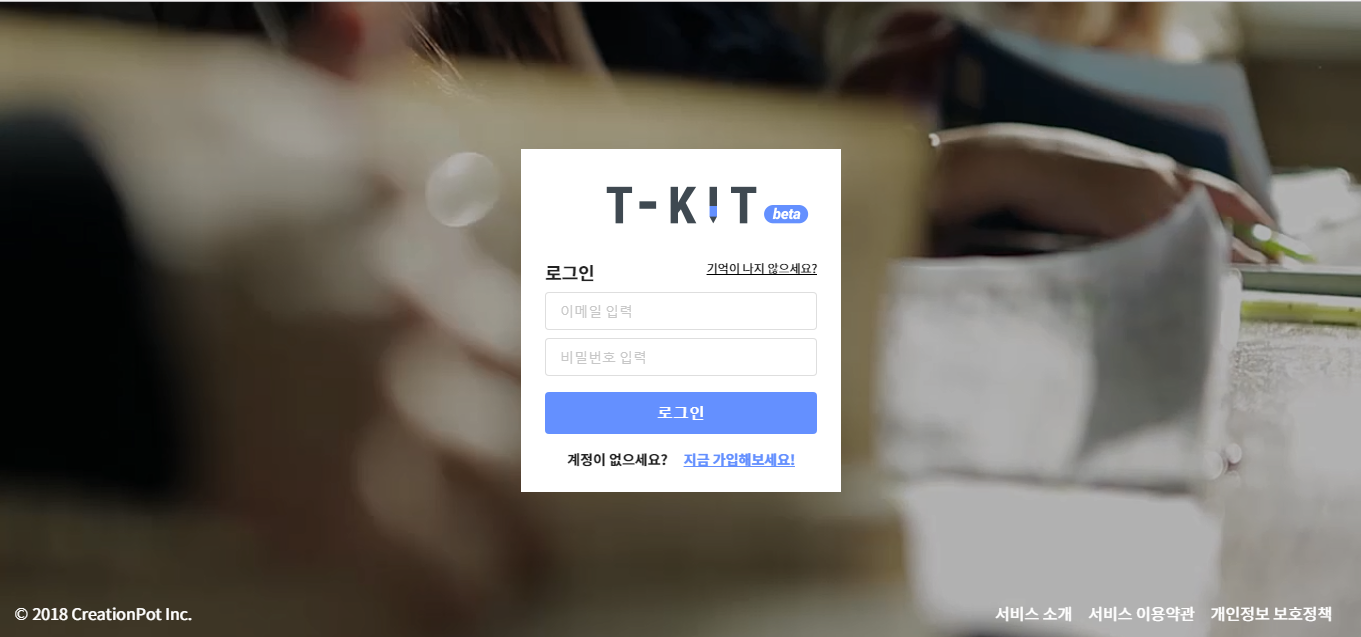 T-KIT beta
로그인 기억이 나지 않으세요?
이메일 입력
비밀번호 입력
로그인
계정이 없으세요? 지금 가입해보세요!
© 2018 CreationPot Inc. 서비스 소개 서비스 이용약관 개인정보 보호정책